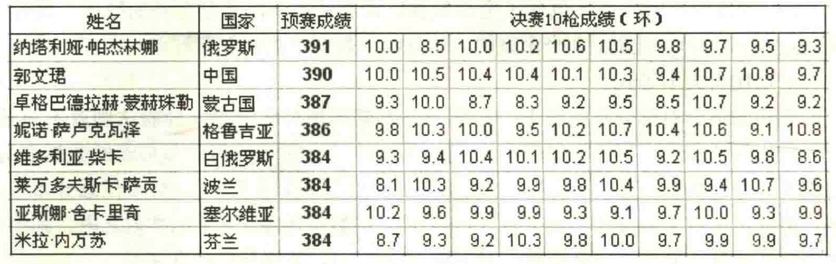 姓名 国家 预赛成绩 决赛10枪成绩（环）
纳塔利娅·帕杰林娜 俄罗斯 391 10.0 8.5 10.0 10.2 10.6 10.5 9.8 9.7 9.5 9.3
郭文珺 中国 390 10.0 10.5 10.4 10.4 10.1 10.3 9.4 10.7 10.8 9.7
卓格巴德拉赫·蒙赫珠勒 蒙古国 387 9.3 10.0 8.7 8.3 9.2 9.5 8.5 10.7 9.2 9.2
妮诺·萨卢克瓦泽 格鲁吉亚 386 9.8 10.3 10.0 9.5 10.2 10.7 10.4 10.6 9.1 10.8
维多利亚·柴卡 白俄罗斯 384 9.3 9.4 10.4 10.1 10.2 10.5 9.2 10.5 9.8 8.6
莱万多夫斯卡·萨贡 波兰 384 8.1 10.3 9.2 9.9 9.8 10.4 9.9 9.4 10.7 9.6
亚斯娜·舍卡里奇 塞尔维亚 384 10.2 9.6 9.9 9.9 9.3 9.1 9.7 10.0 9.3 9.9
米拉·内万苏 芬兰 384 8.7 9.3 9.2 10.3 9.8 10.0 9.7 9.9 9.9 9.7